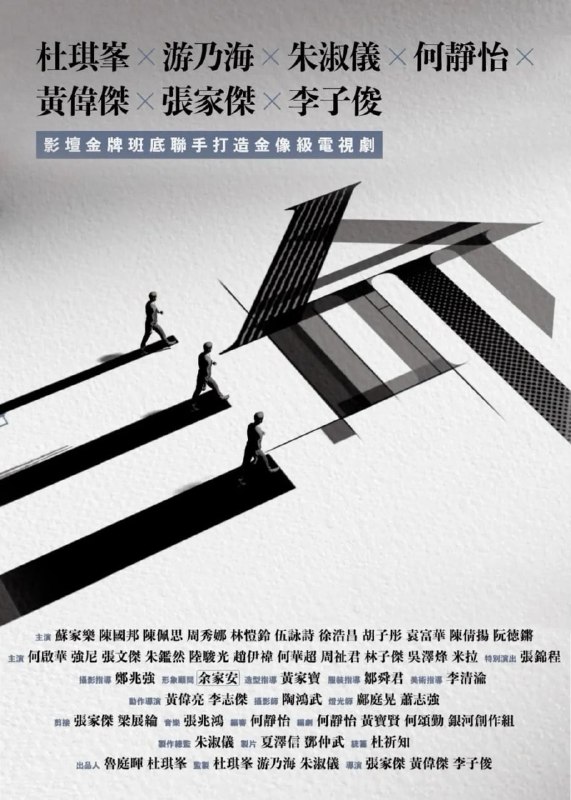 杜琪峯×游乃海×朱淑儀×何靜怡×
黃偉傑×張家傑×李子俊
影壇金牌班底聯手打造金像級電視劇
主演 蘇家樂 陳國邦 陳佩思 周秀娜 林愷鈴 伍詠詩 徐浩昌 胡子彤 袁富華 陳倩揚 阮德鏘
主演 何啟華 強尼 張文傑 朱鑑然 陸駿光 趙伊禕 何華超 周祉君 林子傑 吳澤烽 米拉 特別演出 張錦程
攝影指導 鄭兆強 形象顧問 余家安 造型指導 黃家寶 服裝指導 鄒舜君 美術指導 李清渝
動作導演 黃偉亮 李志傑 攝影師 陶鴻武 燈光師 鄺庭晃 蕭志強
剪接 張家傑 梁展綸 音樂 張兆鴻 編審 何靜怡 編劇 何靜怡 黃寶賢 何頌勤 銀河創作組
製作總監 朱淑儀 製片 夏澤信 鄧仲武 統籌 杜祈知
出品人 魯庭暉 杜琪峯 監製 杜琪峯 游乃海 朱淑儀 導演 張家傑 黃偉傑 李子俊